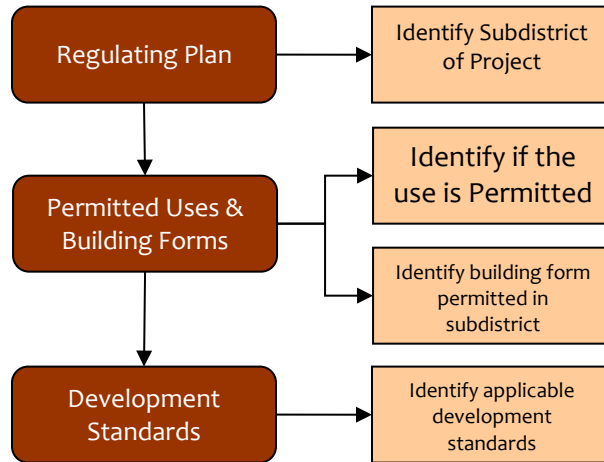 Regulating Plan
Identify Subdistrict
of Project
Permitted Uses &
Building Forms
Identify if the
use is Permitted
Identify building form
permitted in
subdistrict
Development
Standards
Identify applicable
development
standards